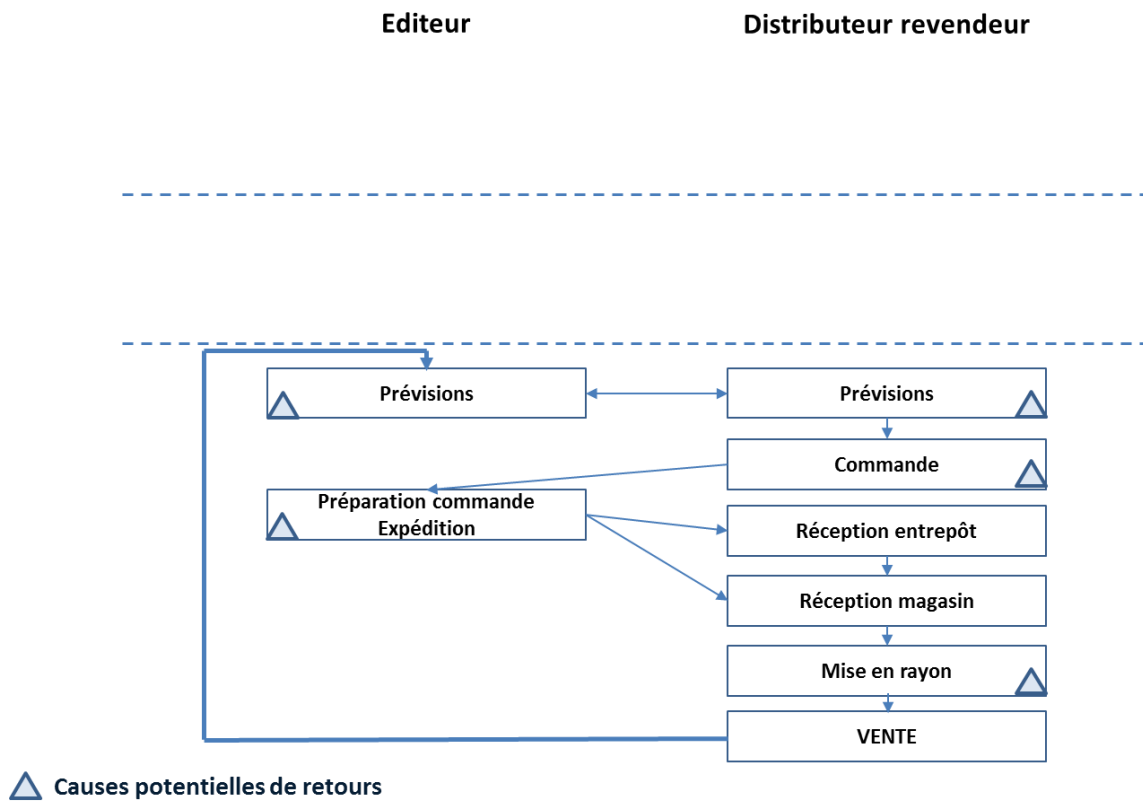 Editeur
Distributeur revendeur
Prévisions
Prévisions
Commande
Préparation commande
Expédition
Réception entrepôt
Réception magasin
Mise en rayon
VENTE
Causes potentielles de retours